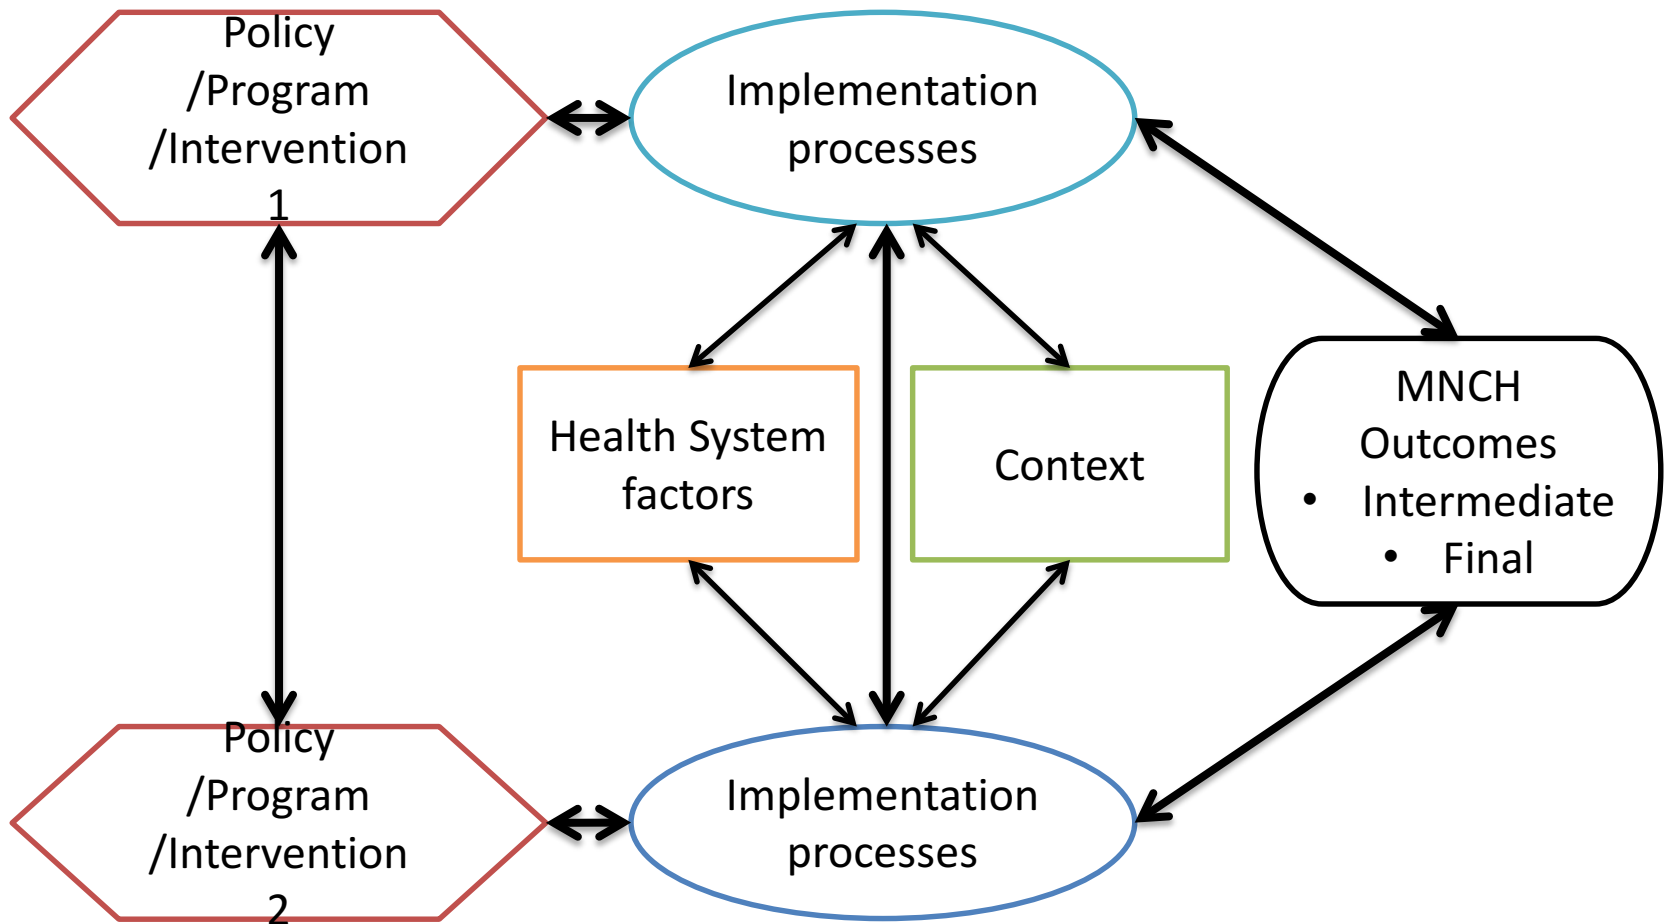 Policy
/Program
/Intervention
1
Implementation
processes
Health System
factors
Context
MNCH
Outcomes
• Intermediate
• Final
Policy
/Program
/Intervention
2
Implementation
processes